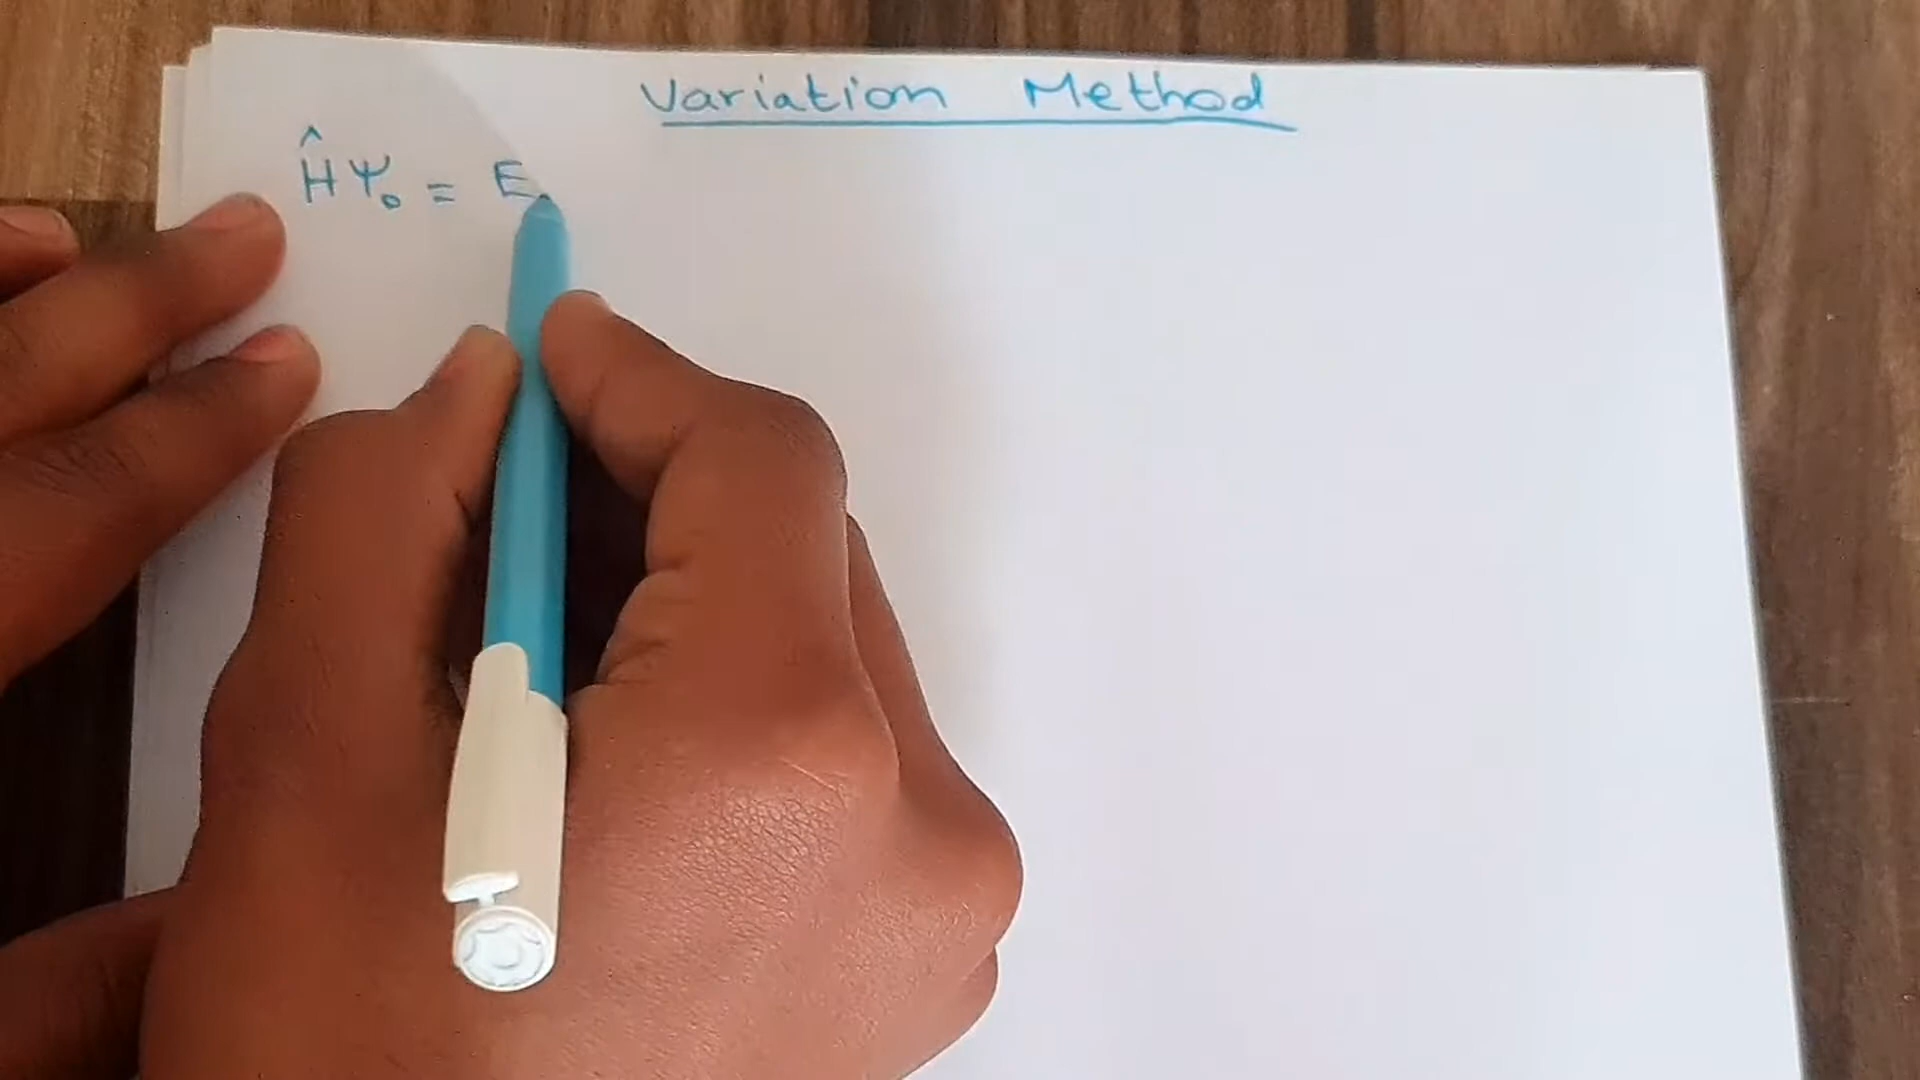 Variation Method
ĤΨ₀ = E